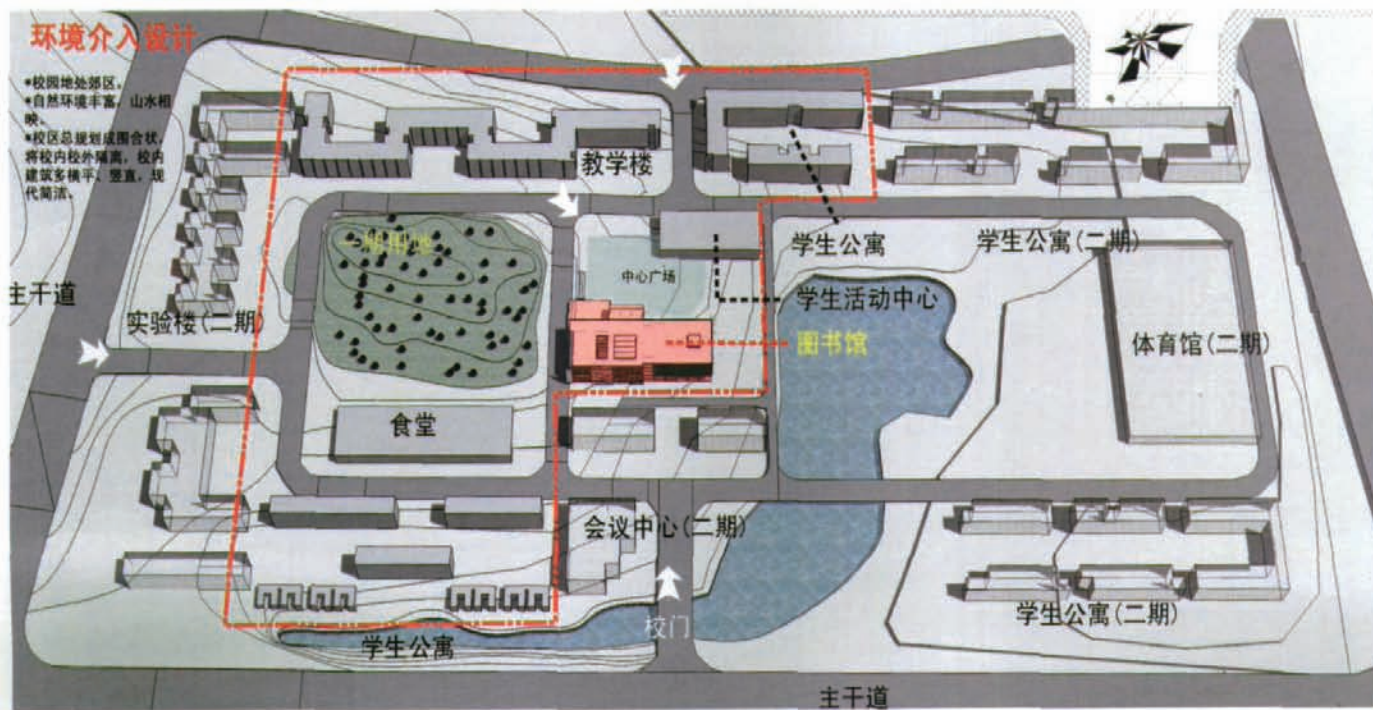 环境介入设计
*校园地处郊区。
*自然环境丰富，山水相
映。
*校区总规划成围合状，
将校内校外隔离。校内
建筑多横平、竖直，现
代简洁。
教学楼
学生公寓
学生公寓(二期)
一期用地
中心广场
学生活动中心
主干道
实验楼(二期)
图书馆
体育馆(二期)
食堂
会议中心(二期)
学生公寓(二期)
校门
学生公寓
主干道